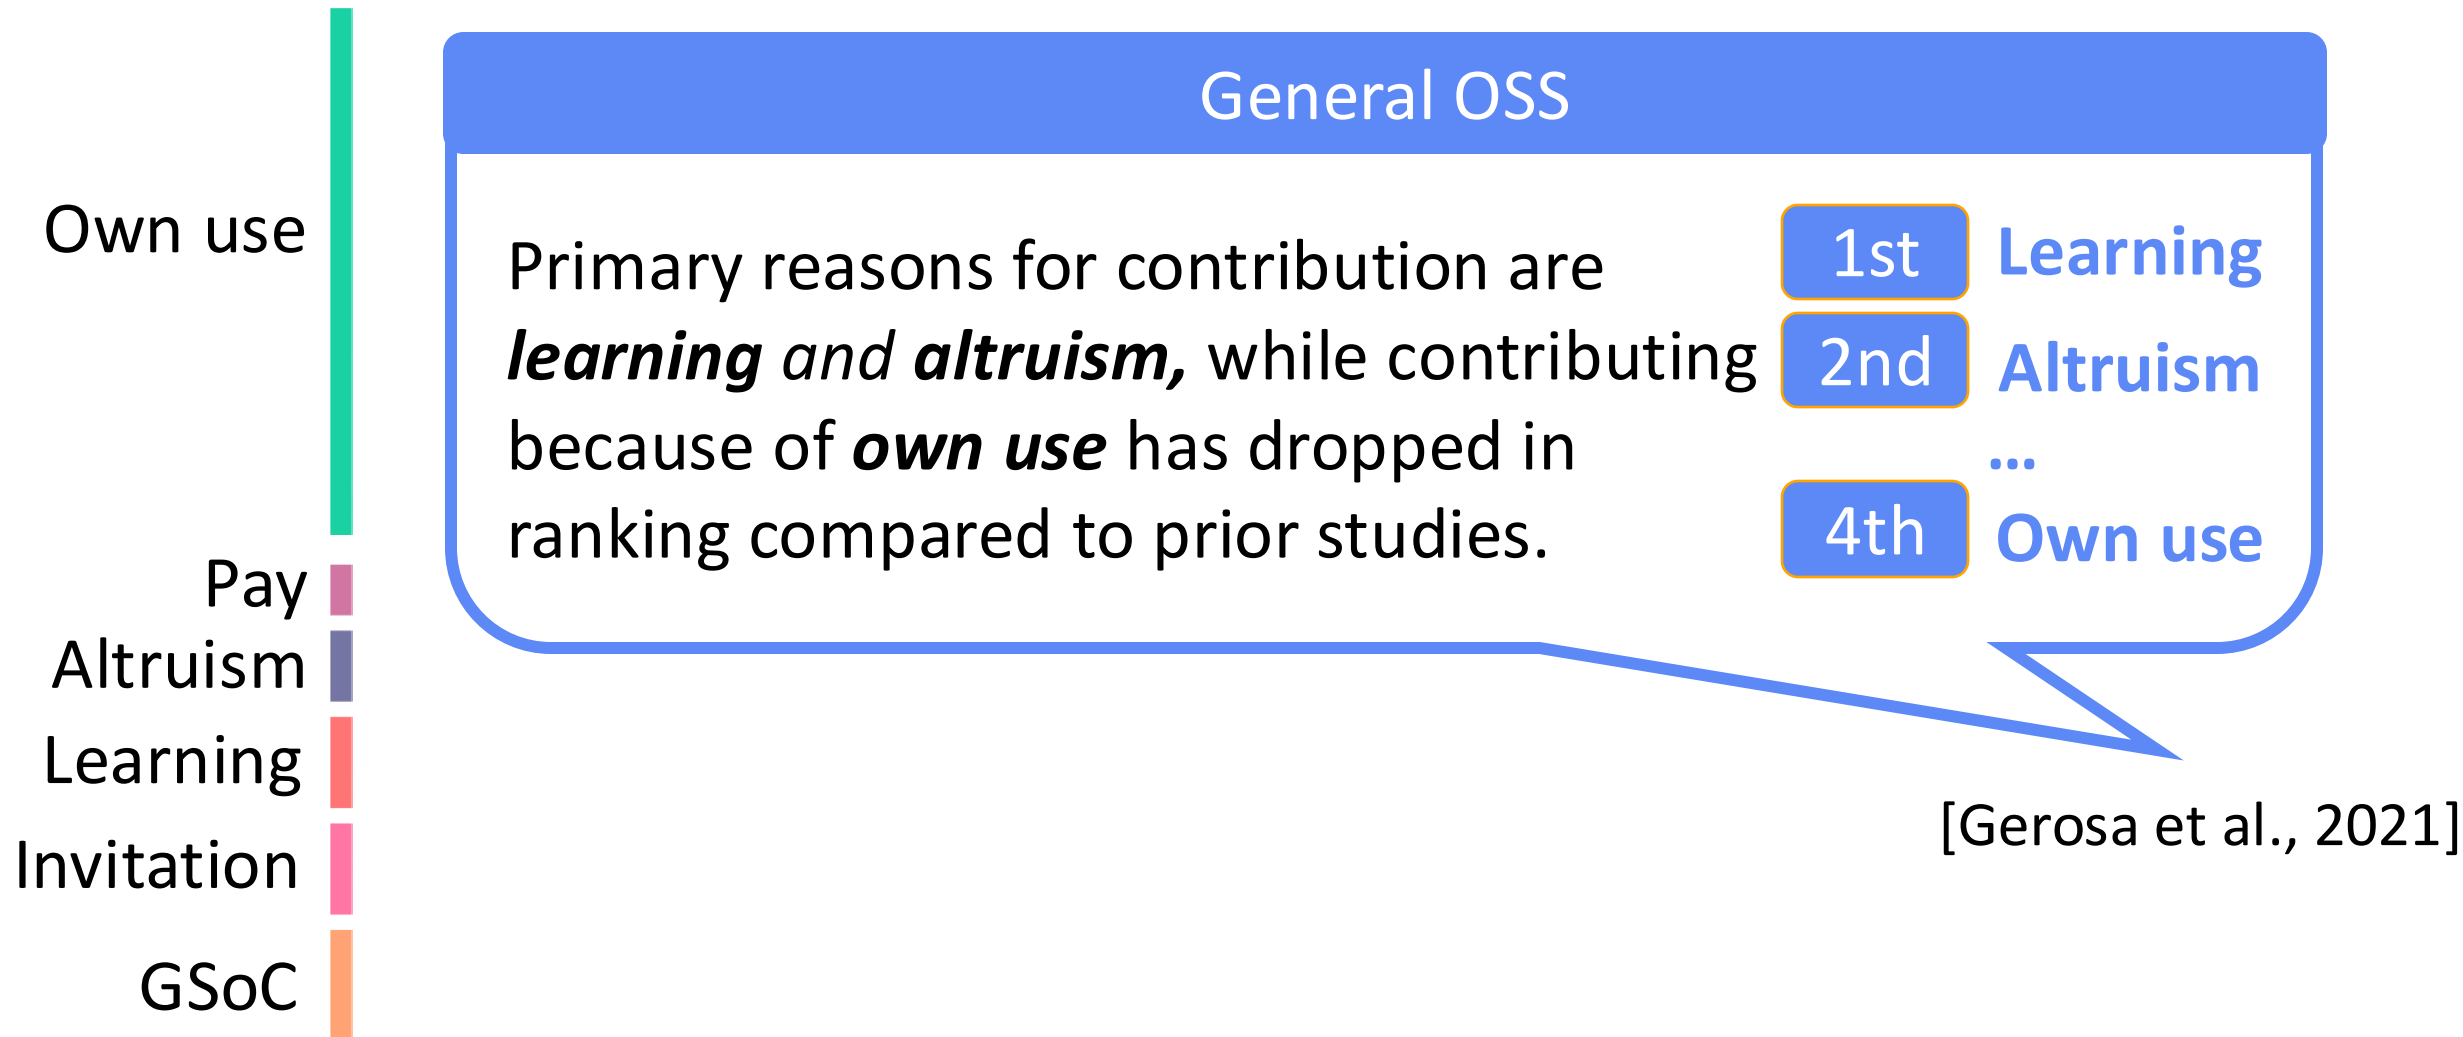 Own use
Pay
Altruism
Learning
Invitation
GSoC
General OSS
Primary reasons for contribution are
learning and altruism, while contributing
because of own use has dropped in
ranking compared to prior studies.
1st Learning
2nd Altruism
...
4th Own use
[Gerosa et al., 2021]